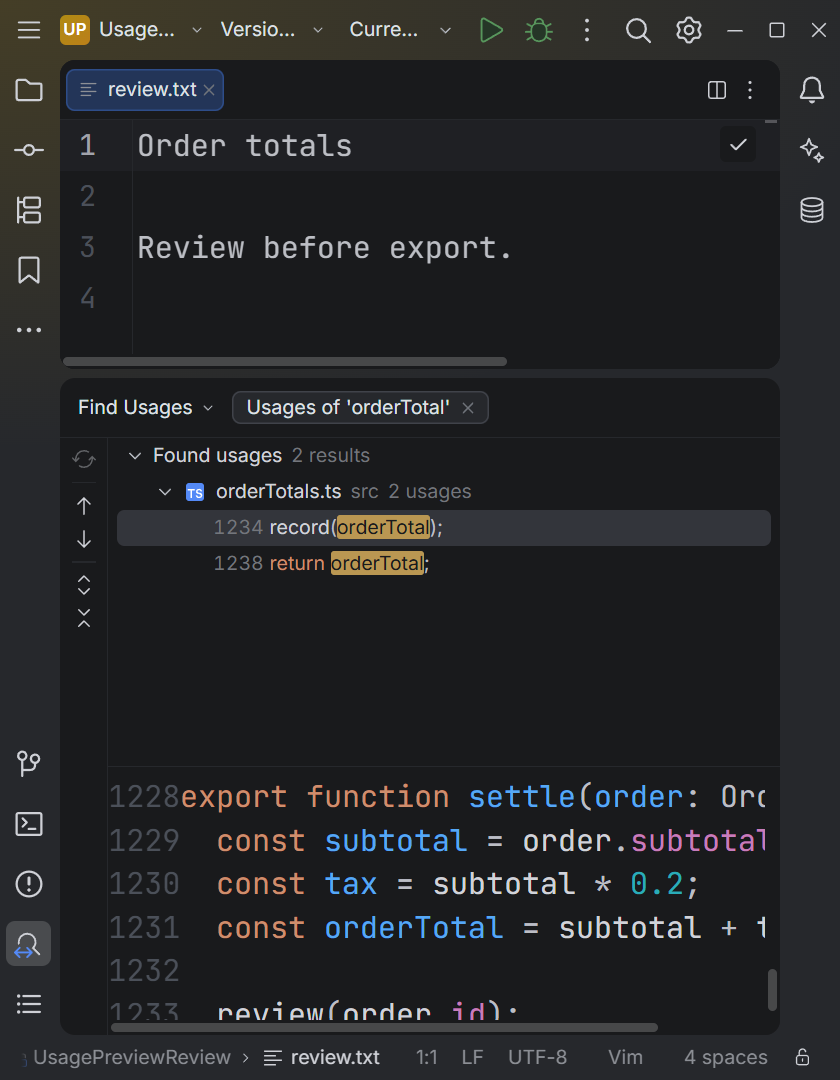 UP Usage... Versio... Curre...
review.txt
1 Order totals
2
3 Review before export.
4
Find Usages Usages of 'orderTotal'
Found usages 2 results
TS orderTotals.ts src 2 usages
1234 record(orderTotal);
1238 return orderTotal;
1228export function settle(order: Ord
1229 const subtotal = order.subtotal
1230 const tax = subtotal * 0.2;
1231 const orderTotal = subtotal + t
1232
1233 review(order.id);
UsagePreviewReview › review.txt 1:1 LF UTF-8 Vim 4 spaces